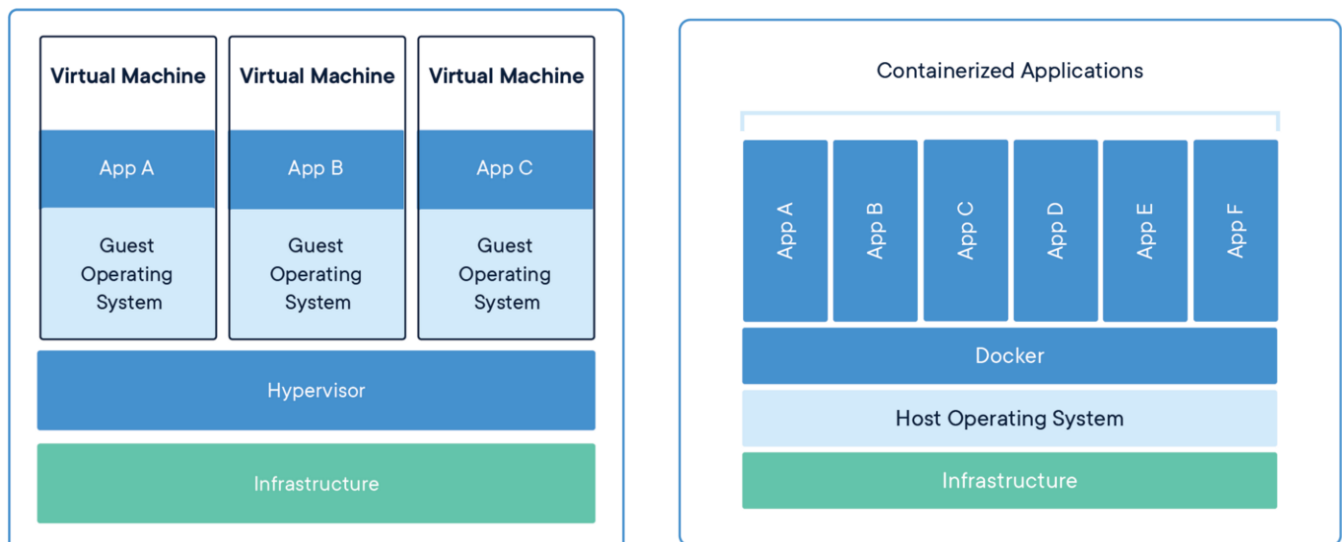 Virtual Machine
App A
Guest
Operating
System
Virtual Machine
App B
Guest
Operating
System
Virtual Machine
App C
Guest
Operating
System
Hypervisor
Infrastructure
Containerized Applications
App A
App B
App C
App D
App E
App F
Docker
Host Operating System
Infrastructure